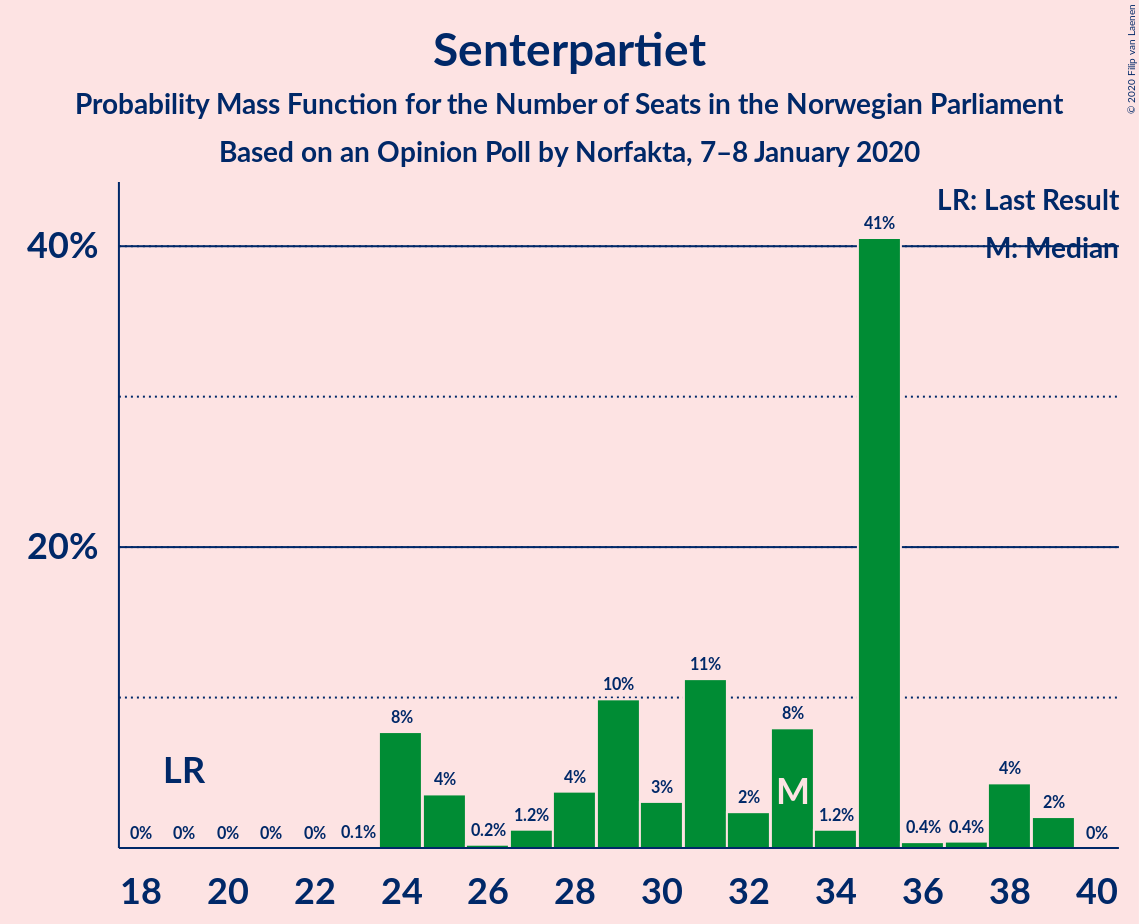 © 2020 Filip van Laenen
Senterpartiet
Probability Mass Function for the Number of Seats in the Norwegian Parliament
Based on an Opinion Poll by Norfakta, 7–8 January 2020
LR: Last Result
M: Median
40%
20%
41%
11%
10%
8%
8%
LR
4%
4%
3%
M
2%
4%
2%
0%
0%
0%
0%
0%
0.1%
0.2%
1.2%
1.2%
0.4%
0.4%
0%
18 20 22 24 26 28 30 32 34 36 38 40